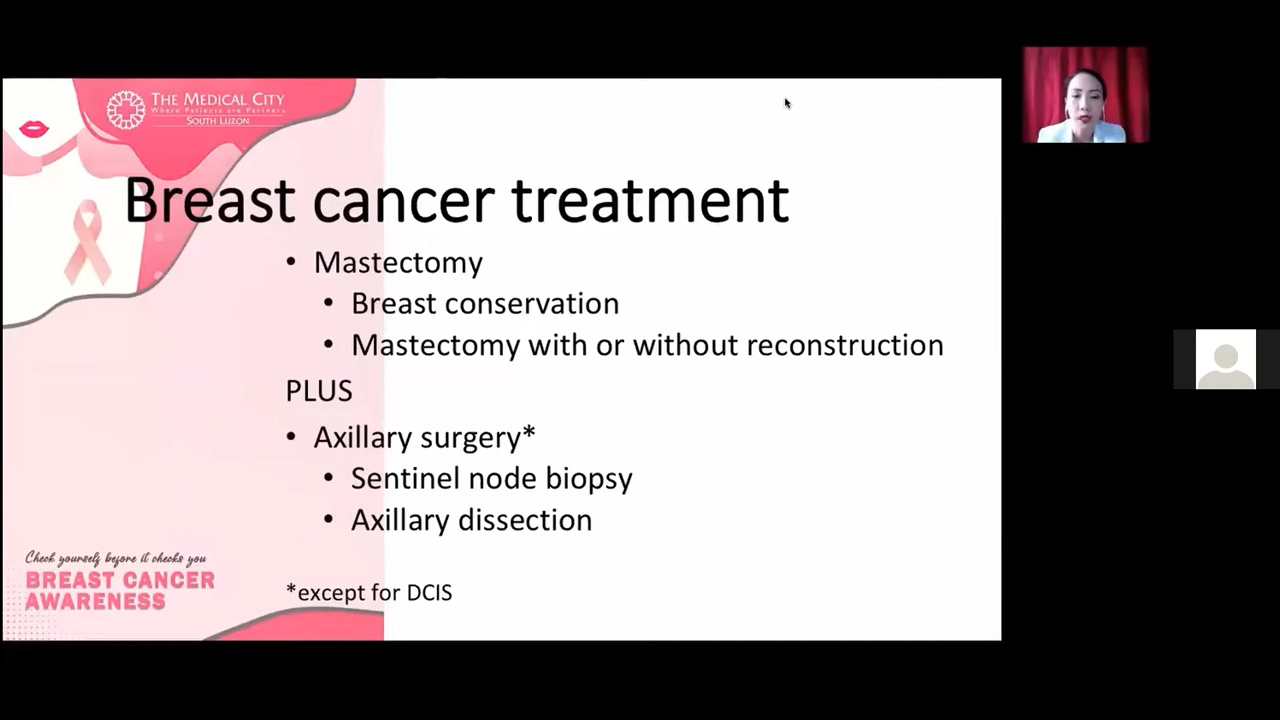 THE MEDICAL CITY
Where Patients are Partners
SOUTH LUZON
Breast cancer treatment
• Mastectomy
• Breast conservation
• Mastectomy with or without reconstruction
PLUS
• Axillary surgery*
• Sentinel node biopsy
• Axillary dissection
*except for DCIS
Check yourself before it checks you
BREAST CANCER
AWARENESS